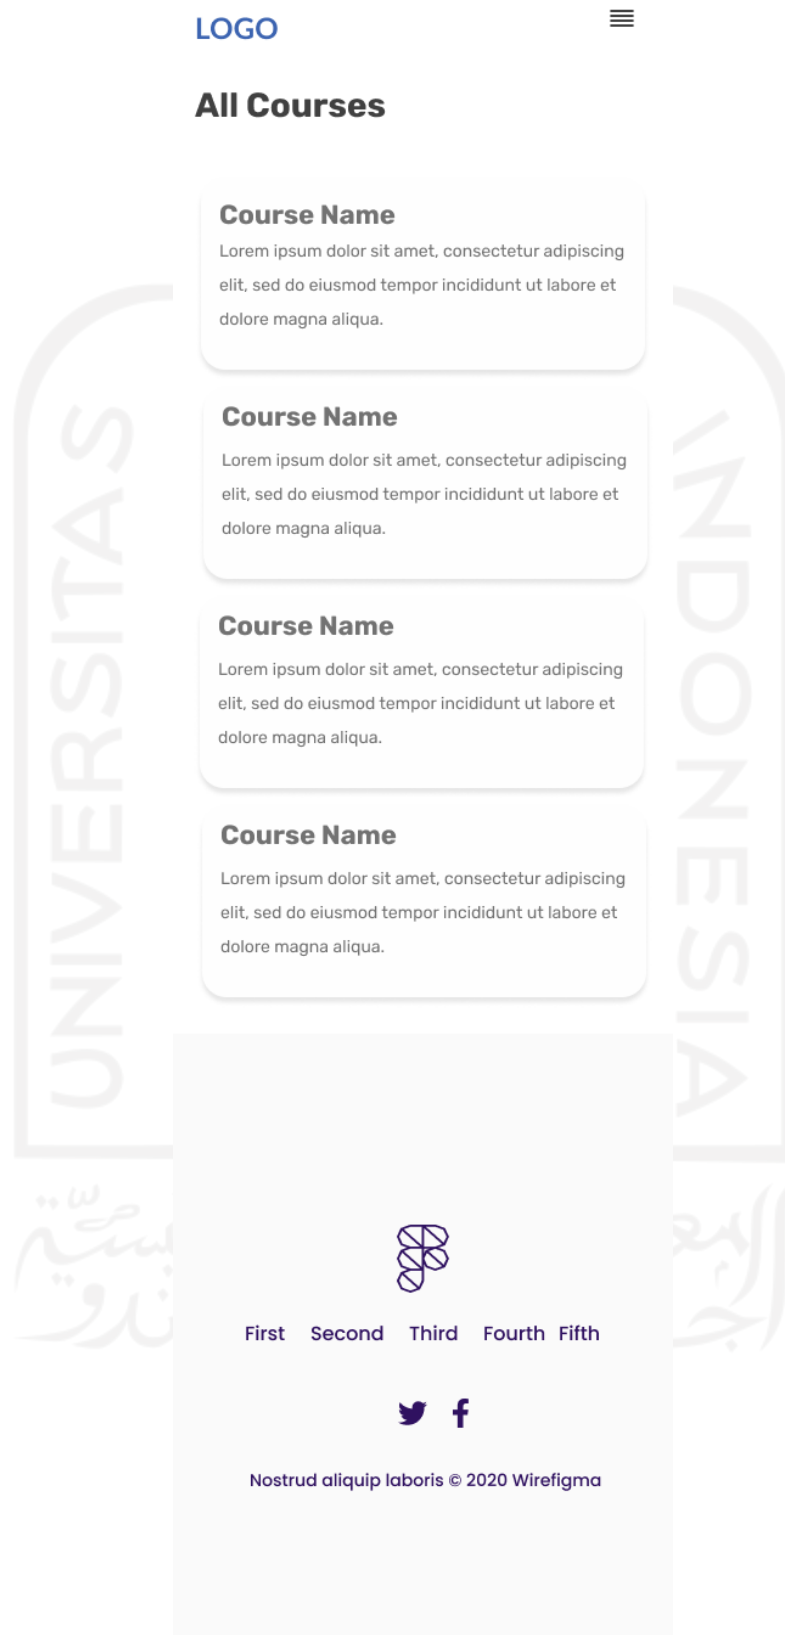 LOGO
All Courses
Course Name
Lorem ipsum dolor sit amet, consectetur adipiscing
elit, sed do eiusmod tempor incididunt ut labore et
dolore magna aliqua.
Course Name
Lorem ipsum dolor sit amet, consectetur adipiscing
elit, sed do eiusmod tempor incididunt ut labore et
dolore magna aliqua.
Course Name
Lorem ipsum dolor sit amet, consectetur adipiscing
elit, sed do eiusmod tempor incididunt ut labore et
dolore magna aliqua.
Course Name
Lorem ipsum dolor sit amet, consectetur adipiscing
elit, sed do eiusmod tempor incididunt ut labore et
dolore magna aliqua.
UNIVERSITAS
INDONESIA
First Second Third Fourth Fifth
Nostrud aliquip laboris © 2020 Wirefigma